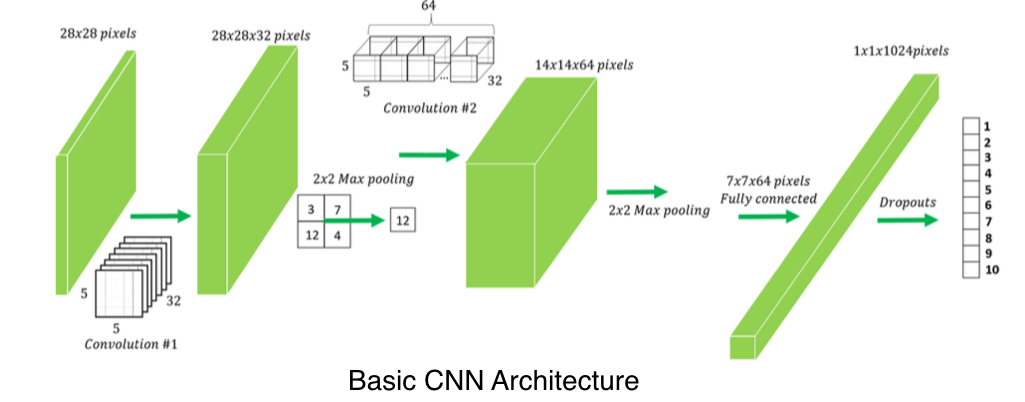 28x28 pixels
5
5
32
Convolution #1
28x28x32 pixels
2x2 Max pooling
3 7
12 4
12
64
5
5
32
...
Convolution #2
14x14x64 pixels
2x2 Max pooling
7x7x64 pixels
Fully connected
1x1x1024pixels
Dropouts
1
2
3
4
5
6
7
8
9
10
Basic CNN Architecture